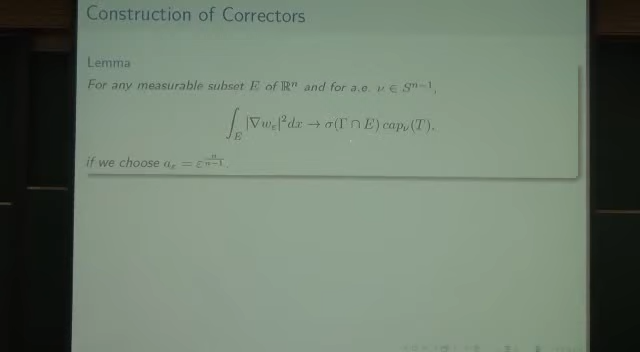 Construction of Correctors
Lemma
For any measurable subset E of ℝⁿ and for a.e. ν ∈ Sⁿ⁻¹,
∫_E |∇w_ε|² dx → σ(Γ ∩ E) cap_ν(T).
if we choose a_ε = ε^{n/(n−1)}.